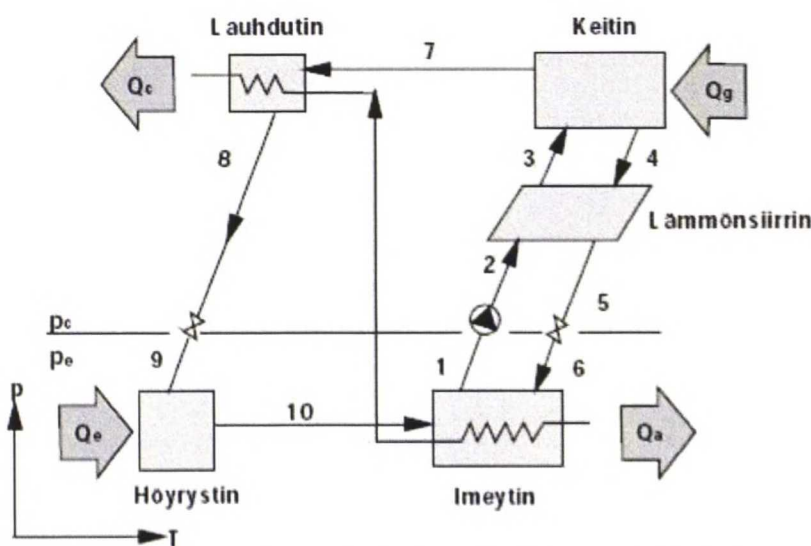 Lauhdutin
Keitin
7
Qc
Qg
8
3
4
Lämmönsiirrin
2
5
pc
pe
9
1
6
p
10
Qe
Qa
Höyrystin
Imeytin
T